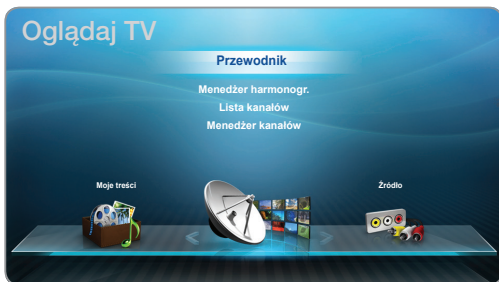 Oglądaj TV
Przewodnik
Menedżer harmonogr.
Lista kanałów
Menedżer kanałów
Moje treści
Źródło